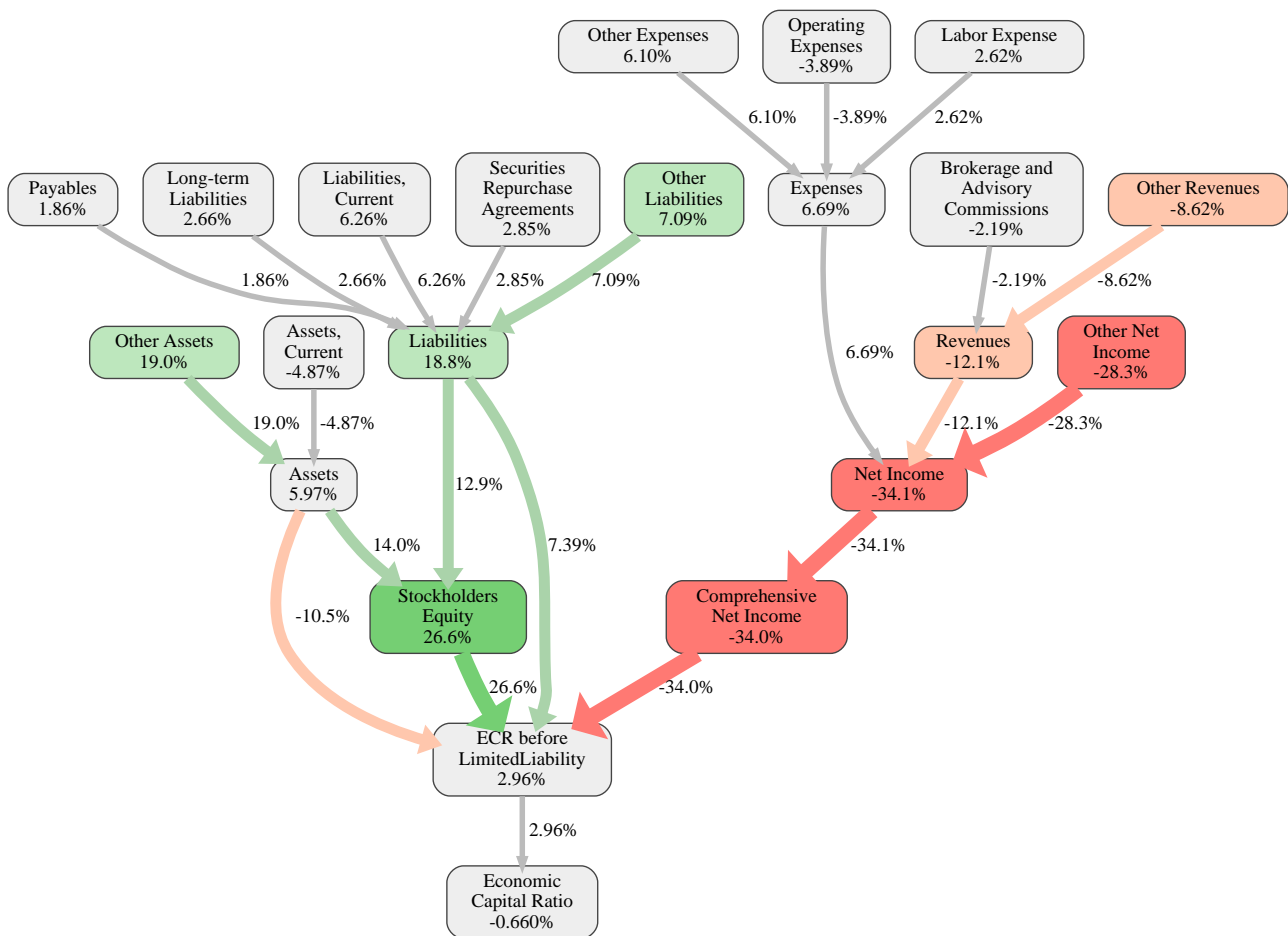 Other Expenses
6.10%
Operating
Expenses
-3.89%
Labor Expense
2.62%
6.10%
-3.89%
2.62%
Payables
1.86%
Long-term
Liabilities
2.66%
Liabilities,
Current
6.26%
Securities
Repurchase
Agreements
2.85%
Other
Liabilities
7.09%
Expenses
6.69%
Brokerage and
Advisory
Commissions
-2.19%
Other Revenues
-8.62%
1.86%
2.66%
6.26%
2.85%
7.09%
-2.19%
-8.62%
Other Assets
19.0%
Assets,
Current
-4.87%
Liabilities
18.8%
6.69%
Revenues
-12.1%
Other Net
Income
-28.3%
19.0%
-4.87%
-12.1%
-28.3%
Assets
5.97%
12.9%
Net Income
-34.1%
14.0%
7.39%
-34.1%
-10.5%
Stockholders
Equity
26.6%
Comprehensive
Net Income
-34.0%
26.6%
-34.0%
ECR before
LimitedLiability
2.96%
2.96%
Economic
Capital Ratio
-0.660%